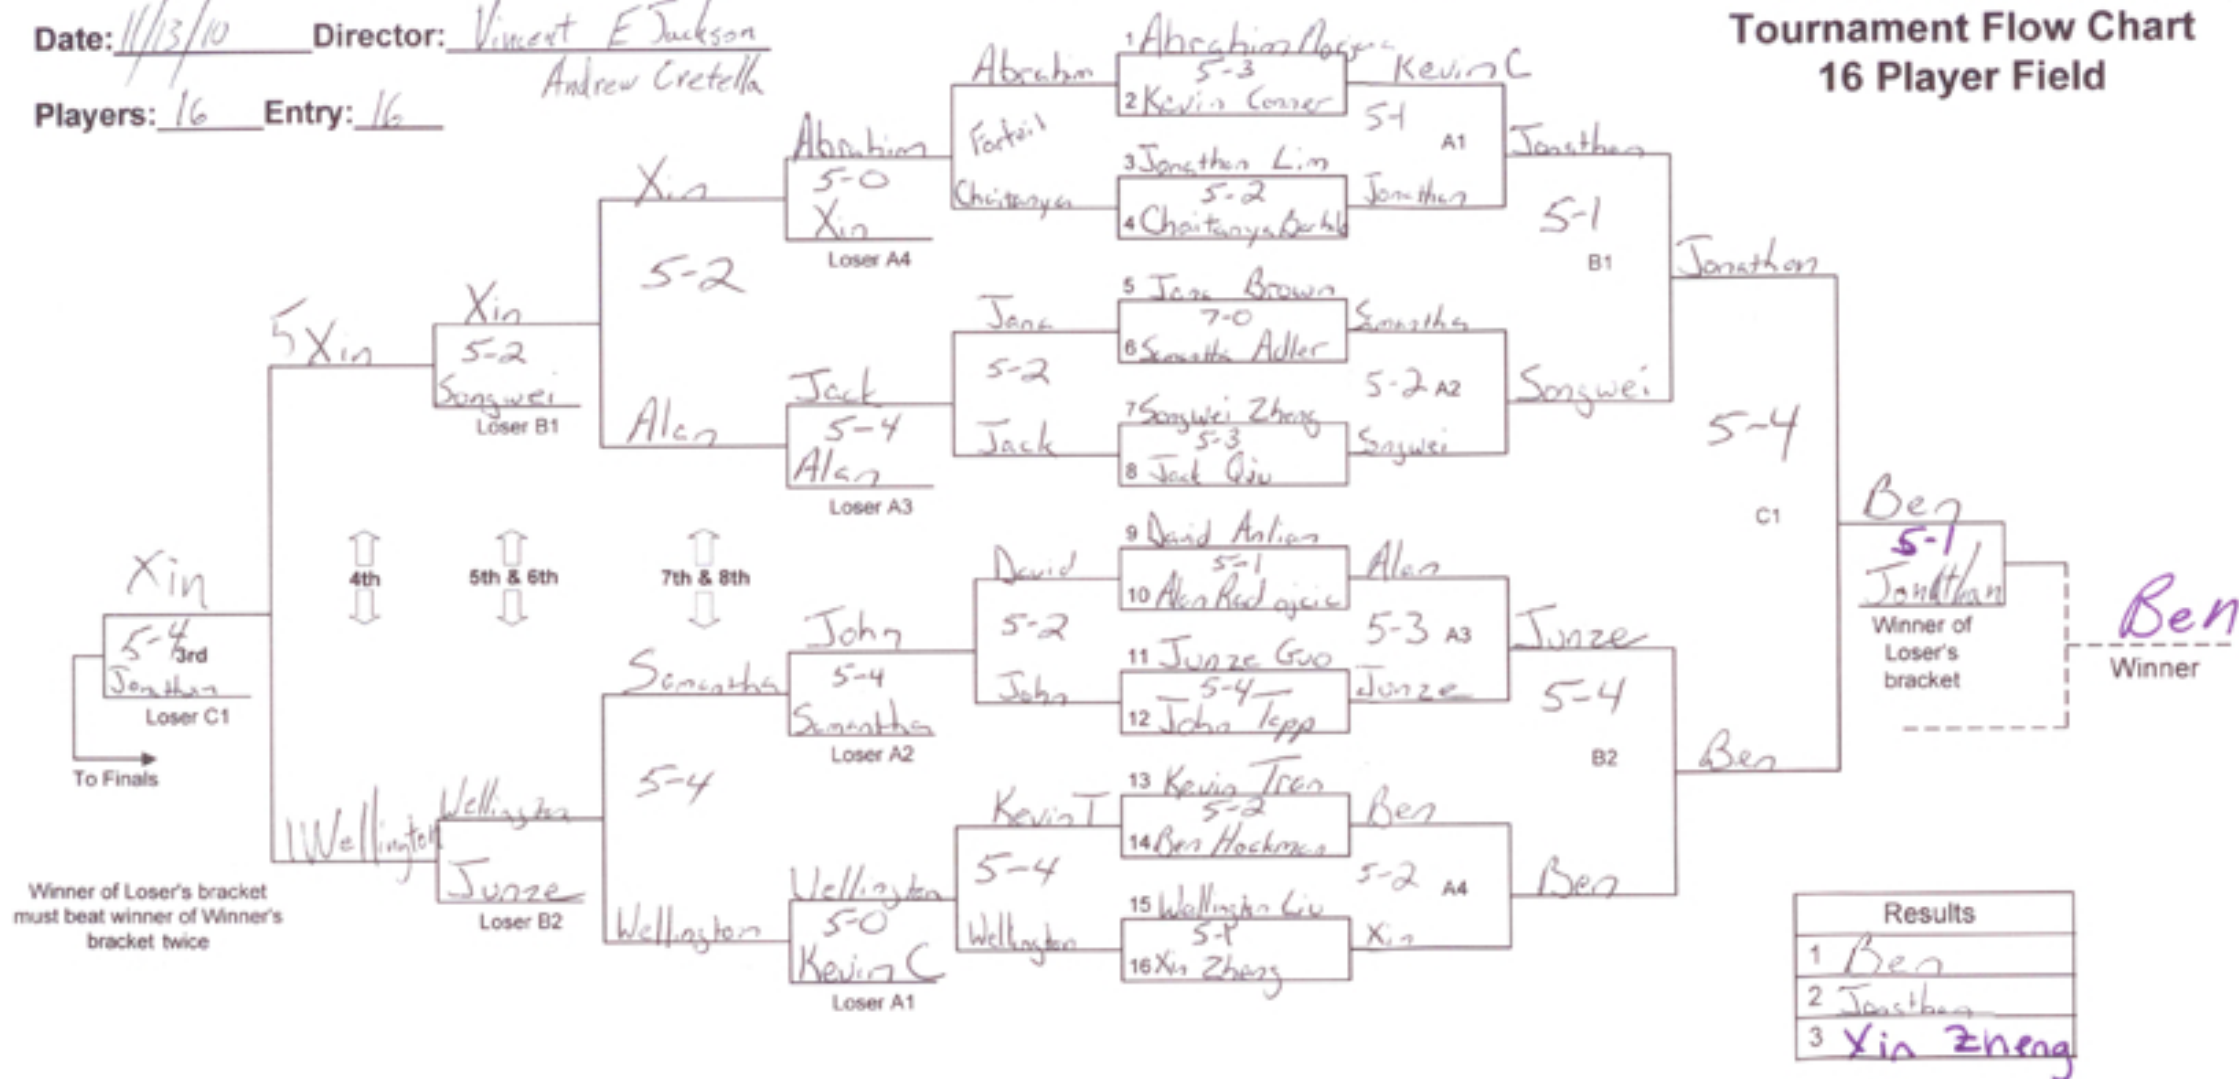 Date: 11/13/10 Director: Vincent E Jackson
Andrew Cretella
Players: 16 Entry: 16
Tournament Flow Chart
16 Player Field
1 Abrahim
5-3
2 Kevin Conner
3 Jonathan Lim
5-2
4 Chaitanya
5 Jana Brown
7-0
6 Samantha Adler
7 Songwei Zheng
5-3
8 Jack Qiu
9 David Anlian
5-1
10 Alan Radojcic
11 Junze Guo
5-4
12 John Tapp
13 Kevin Tran
5-2
14 Ben Hockman
15 Wellington Liu
16 Xin Zheng
Kevin C
5-1
A1
Jonathan
Samantha
5-2 A2
Songwei
Alan
5-3 A3
Junze
Ben
5-2 A4
Xin
Jonathan
5-1
B1
Songwei
Junze
5-4
B2
Ben
Jonathan
5-4
C1
Ben
Ben
5-1
Jonathan
Winner of
Loser's
bracket
Ben
Winner
Abrahim
Forfeit
Chaitanya
Jana
5-2
Jack
David
5-2
John
Kevin T
5-4
Wellington
Abrahim
5-0
Xin
Loser A4
Jack
5-4
Alan
Loser A3
John
5-4
Samantha
Loser A2
Wellington
5-0
Kevin C
Loser A1
Xin
5-2
Alan
Samantha
5-4
Wellington
7th & 8th
Xin
5-2
Songwei
Loser B1
Wellington
Junze
Loser B2
5th & 6th
5 Xin
4th
1 Wellington
Xin
5-4
3rd
Jonathan
Loser C1
To Finals
Winner of Loser's bracket
must beat winner of Winner's
bracket twice
Results
1 Ben
2 Jonathan
3 Xin Zheng